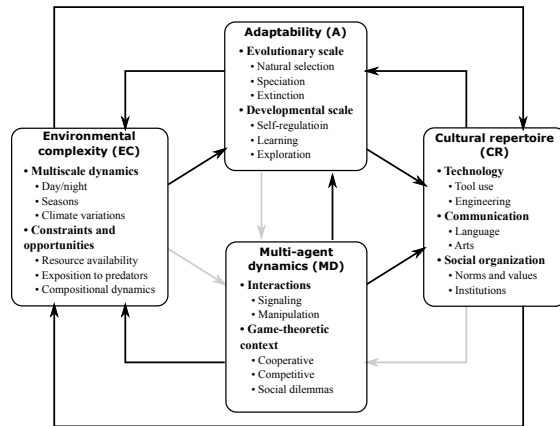 Adaptability (A)
• Evolutionary scale
• Natural selection
• Speciation
• Extinction
• Developmental scale
• Self-regulatioin
• Learning
• Exploration
Environmental
complexity (EC)
• Multiscale dynamics
• Day/night
• Seasons
• Climate variations
• Constraints and
opportunities
• Resource availability
• Exposition to predators
• Compositional dynamics
Cultural repertoire
(CR)
• Technology
• Tool use
• Engineering
• Communication
• Language
• Arts
• Social organization
• Norms and values
• Institutions
Multi-agent
dynamics (MD)
• Interactions
• Signaling
• Manipulation
• Game-theoretic
context
• Cooperative
• Competitive
• Social dilemmas